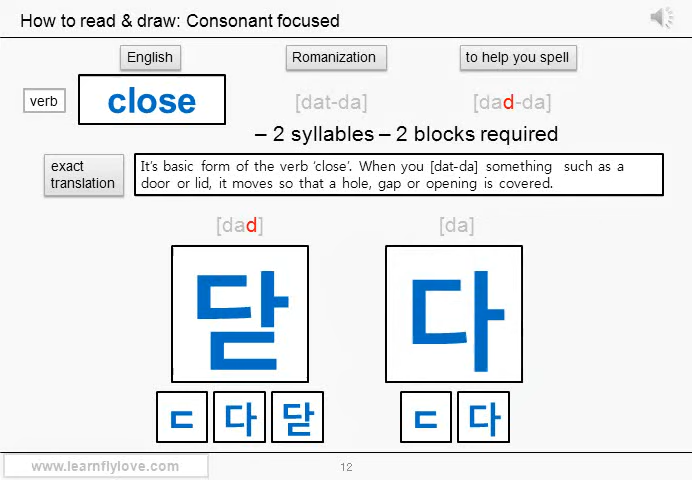 How to read & draw: Consonant focused
English
Romanization
to help you spell
verb
close
[dat-da]
[dad-da]
– 2 syllables – 2 blocks required
exact
translation
It's basic form of the verb ‘close’. When you [dat-da] something such as a
door or lid, it moves so that a hole, gap or opening is covered.
[dad]
[da]
닫
다
ㄷ
다
닫
ㄷ
다
www.learnflylove.com
12